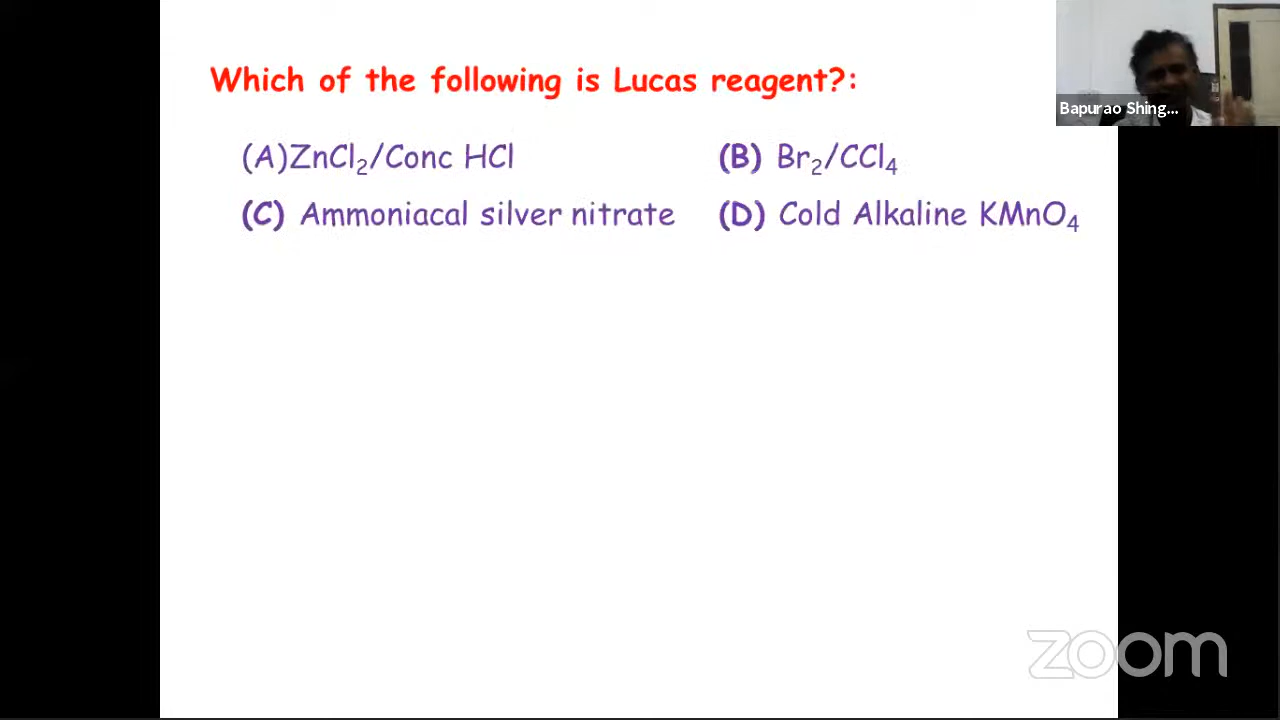 Which of the following is Lucas reagent?:
Bapurao Shing...
(A)ZnCl₂/Conc HCl (B) Br₂/CCl₄
(C) Ammoniacal silver nitrate (D) Cold Alkaline KMnO₄
zoom